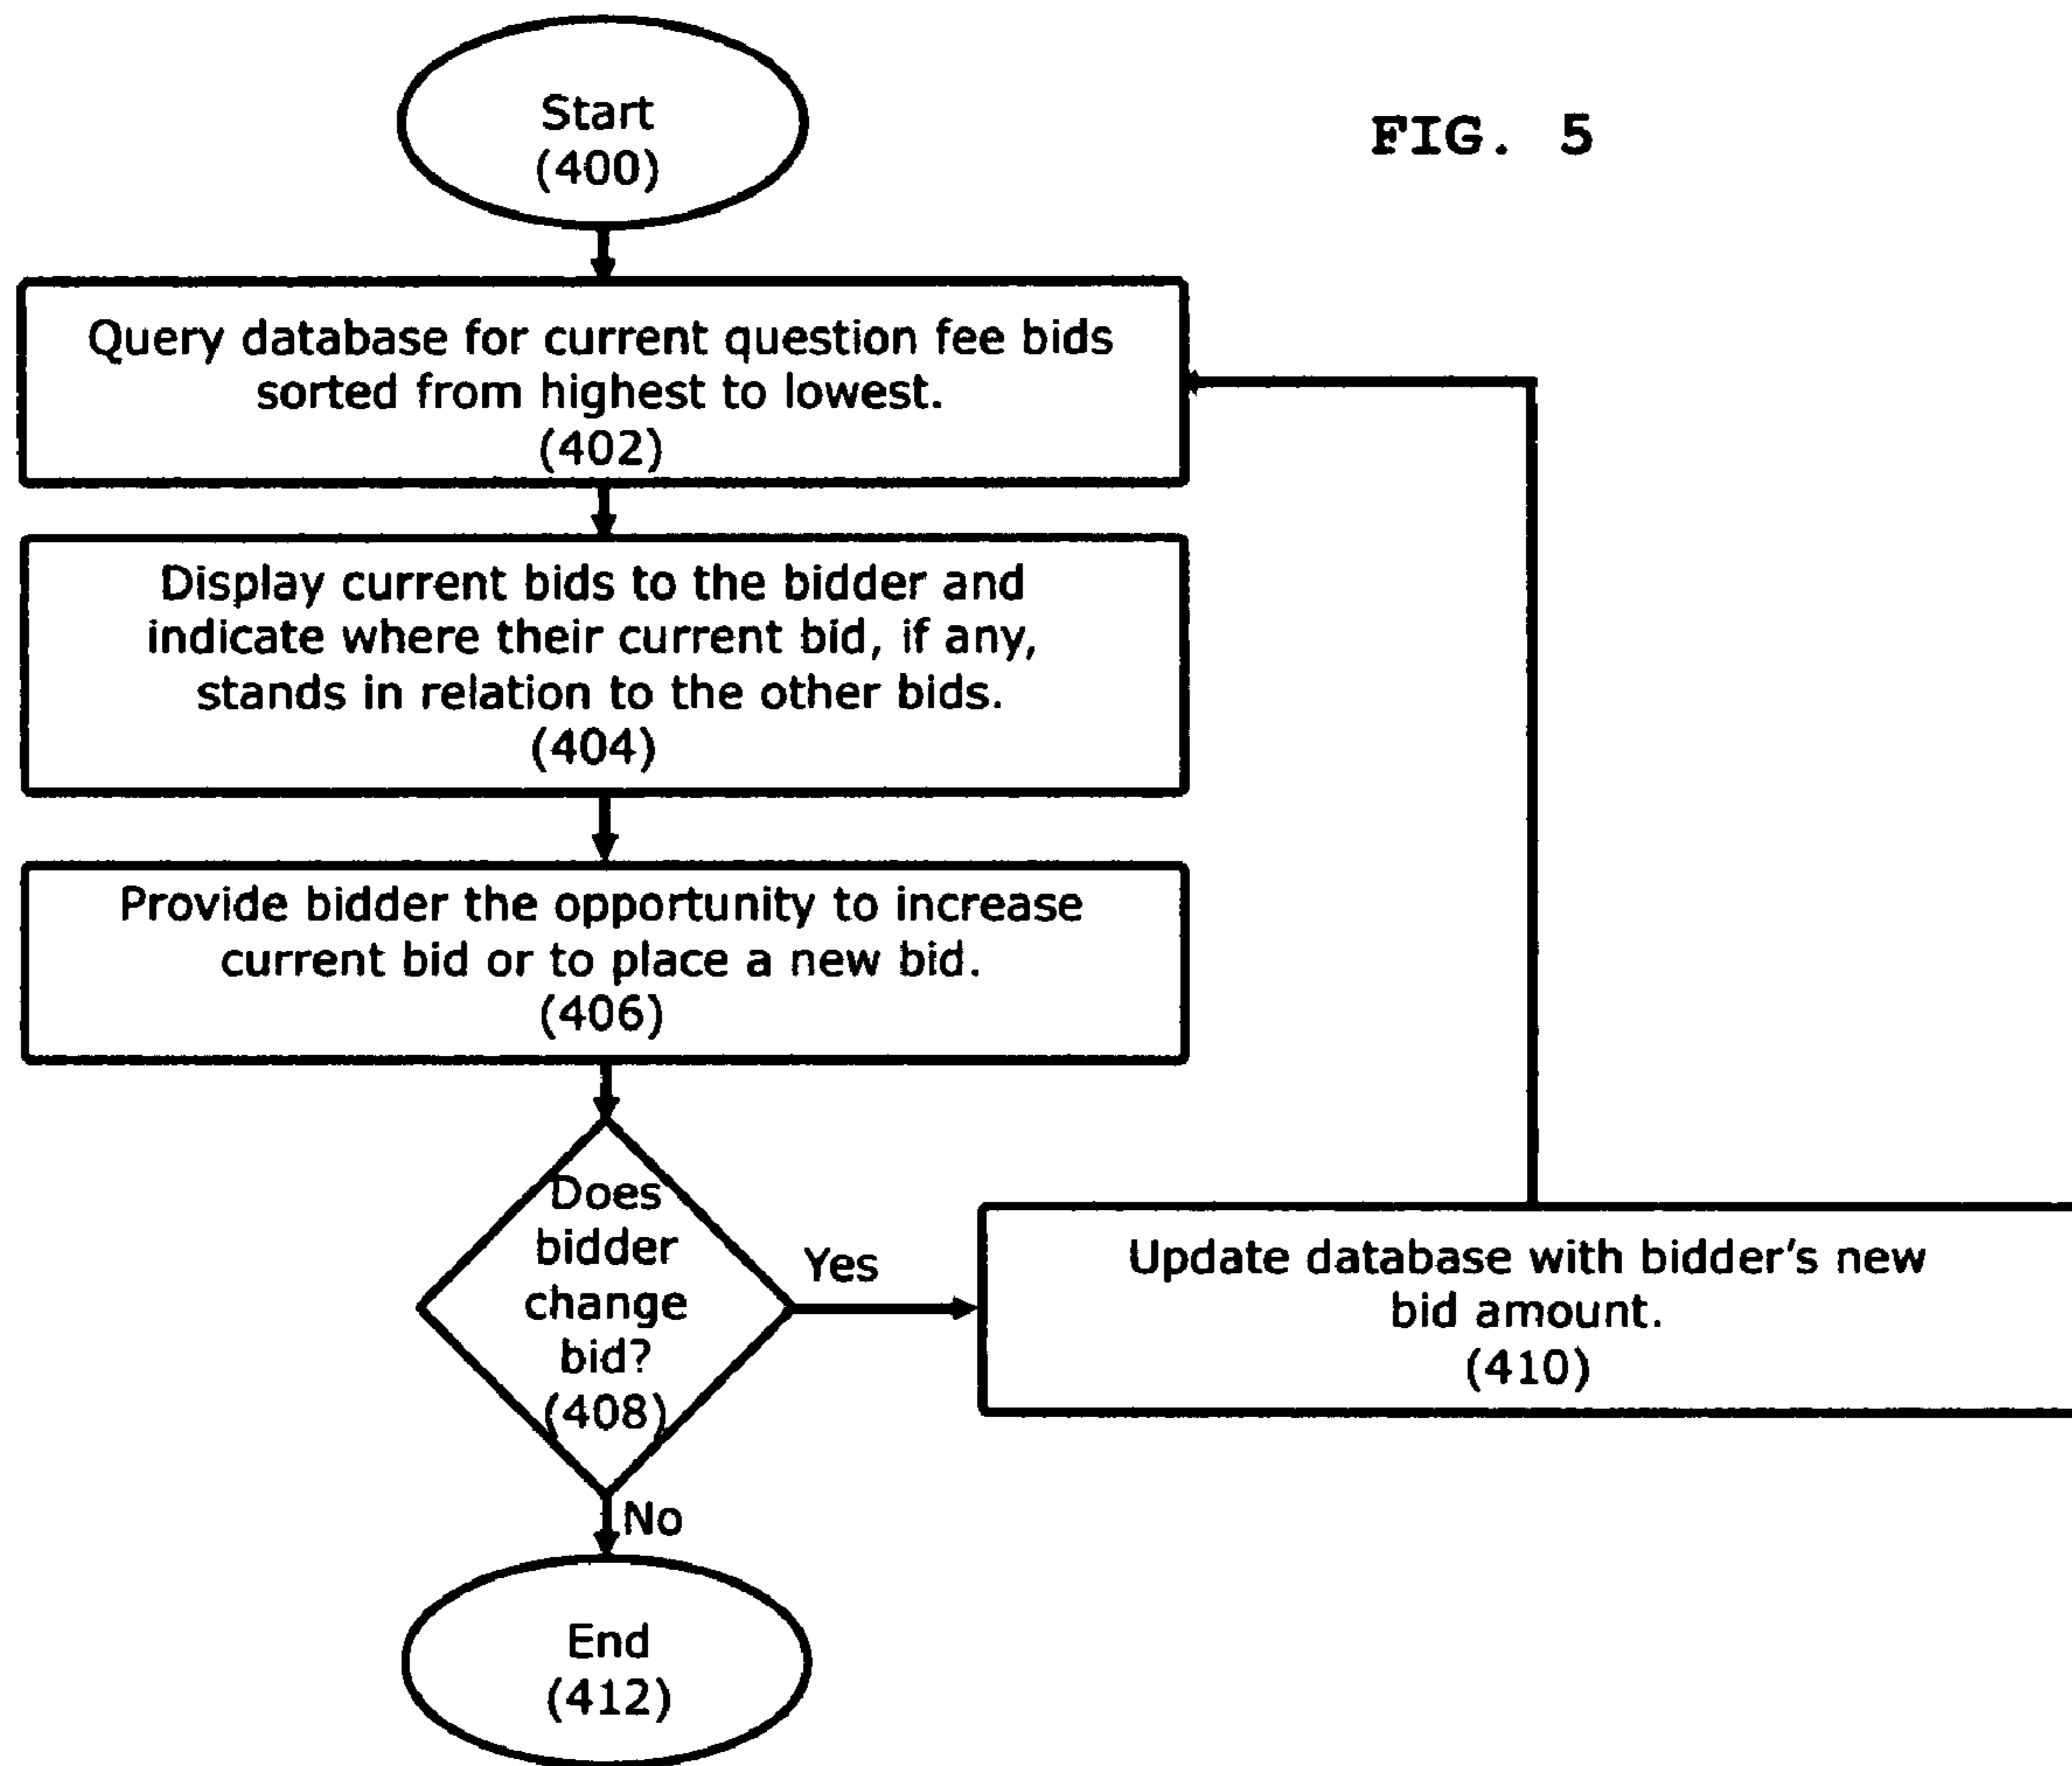 Start
(400)
FIG. 5
Query database for current question fee bids
sorted from highest to lowest.
(402)
Display current bids to the bidder and
indicate where their current bid, if any,
stands in relation to the other bids.
(404)
Provide bidder the opportunity to increase
current bid or to place a new bid.
(406)
Does
bidder
change
bid?
(408)
Yes
Update database with bidder's new
bid amount.
(410)
No
End
(412)